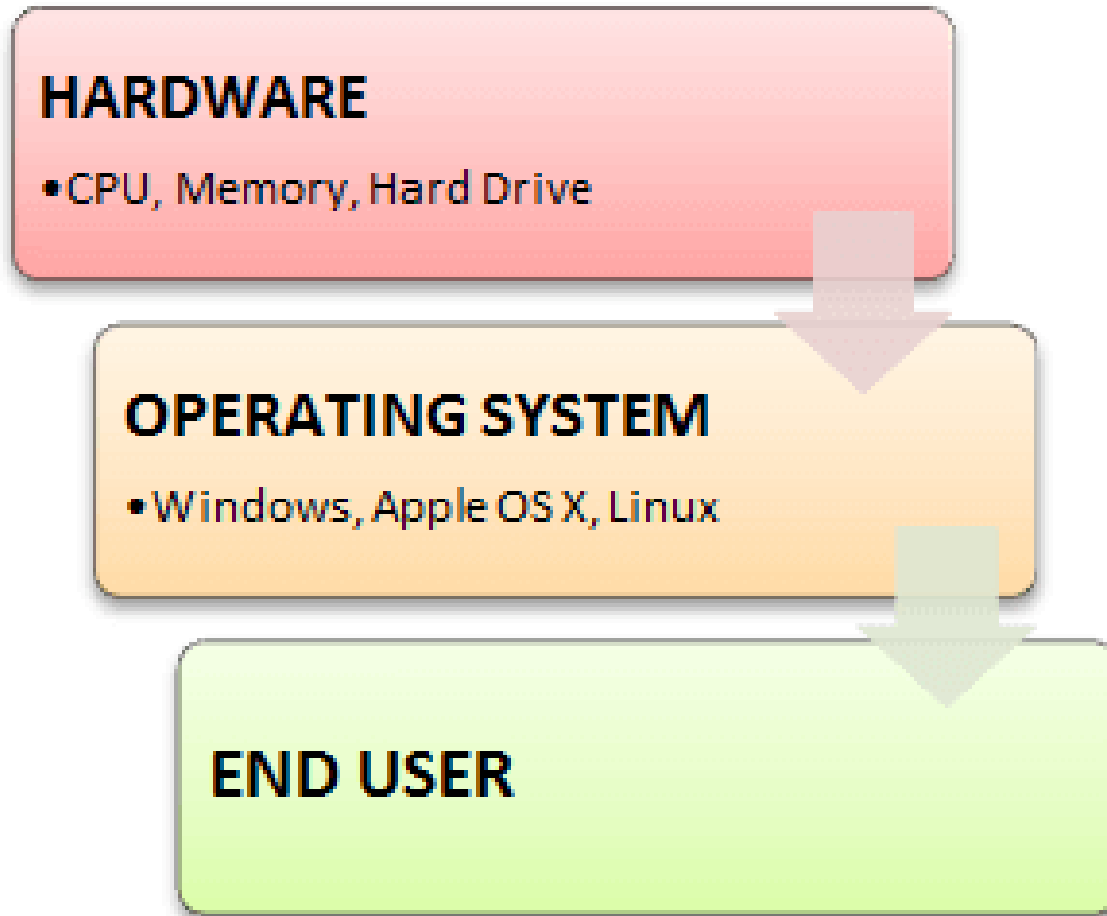 HARDWARE
•CPU, Memory, Hard Drive
OPERATING SYSTEM
•Windows, Apple OS X, Linux
END USER